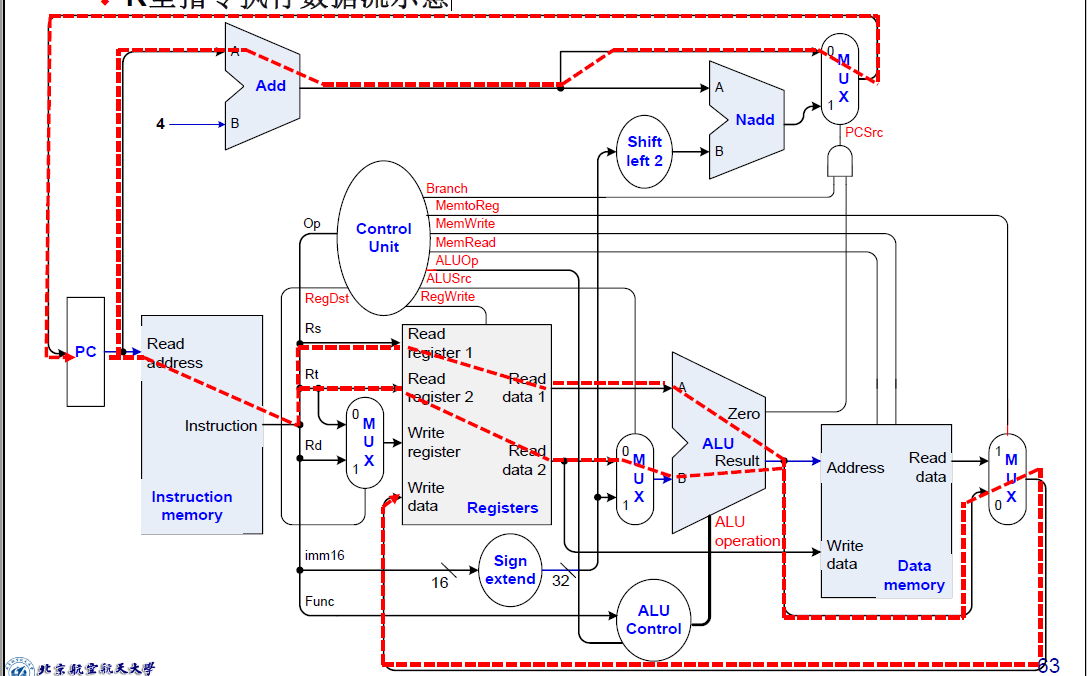 R型指令执行数据流示意
A
Add
4
B
0
M
U
X
1
A
Nadd
B
PCSrc
Shift
left 2
Branch
MemtoReg
MemWrite
MemRead
ALUOp
ALUSrc
RegWrite
RegDst
Op
Control
Unit
PC
Read
address
Instruction
Instruction
memory
Rs
Rt
Rd
0
M
U
X
1
Read
register 1
Read
register 2
Write
register
Write
data
Read
data 1
Read
data 2
Registers
0
M
U
X
1
A
Zero
ALU
Result
B
ALU
operation
Address
Read
data
Write
data
Data
memory
1
M
U
X
0
imm16
16
Sign
extend
32
Func
ALU
Control
北京航空航天大学
63